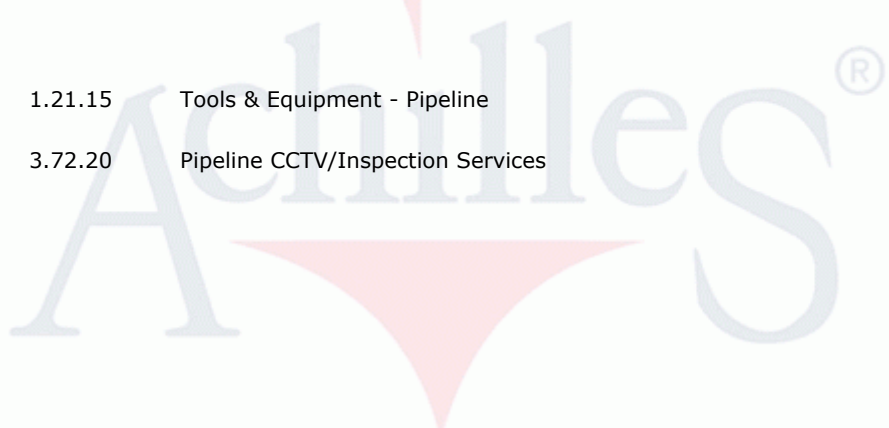 Achilles®
1.21.15 Tools & Equipment - Pipeline
3.72.20 Pipeline CCTV/Inspection Services